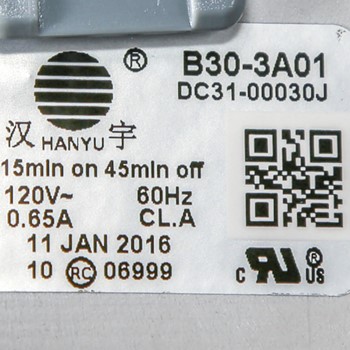 ® B30-3A01
DC31-00030J
汉 HANYU 宇
15min on 45min off
120V~ 60Hz
0.65A CL.A
11 JAN 2016
10 RC 06999
c RU US